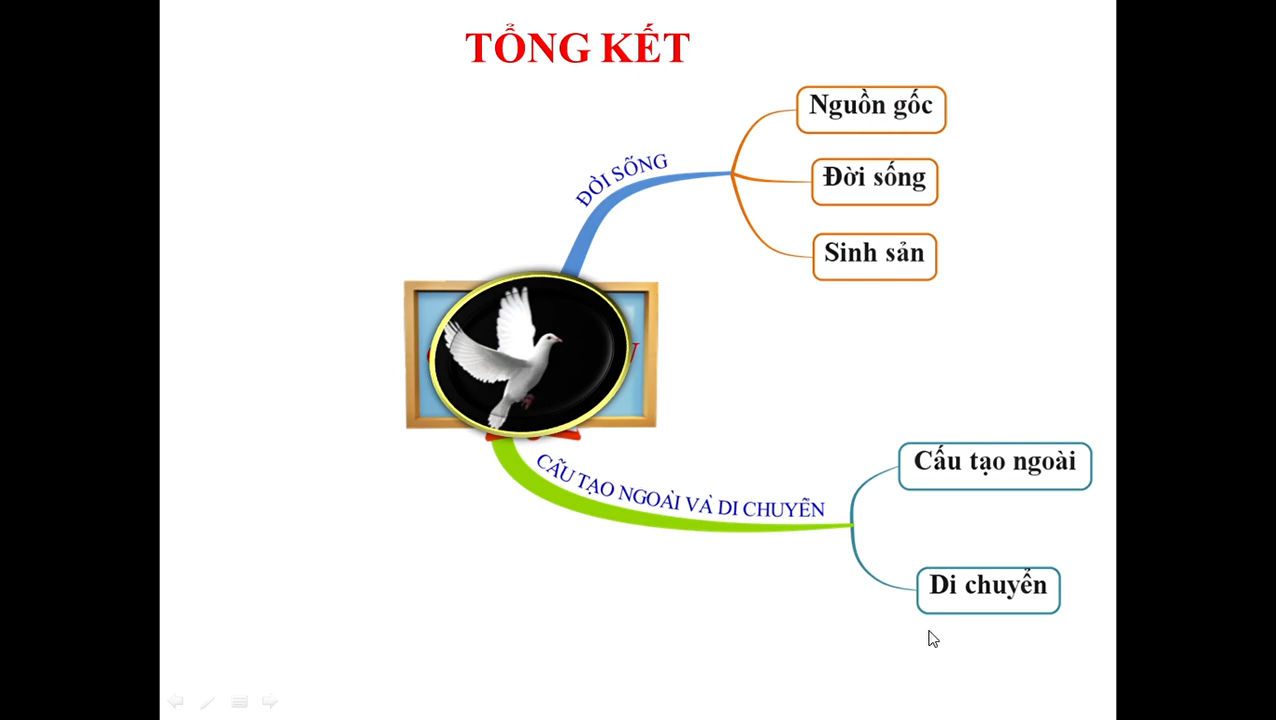 TỔNG KẾT
Nguồn gốc
ĐỜI SỐNG
Đời sống
Sinh sản
Cấu tạo ngoài
CẤU TẠO NGOÀI VÀ DI CHUYỂN
Di chuyển